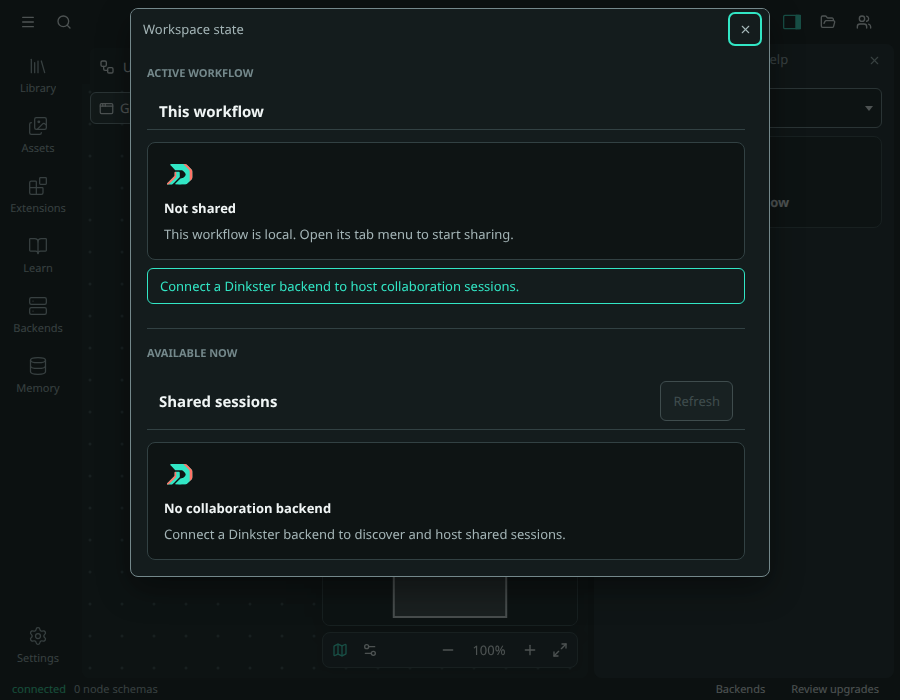 Workspace state
ACTIVE WORKFLOW
This workflow
Not shared
This workflow is local. Open its tab menu to start sharing.
Connect a Dinkster backend to host collaboration sessions.
AVAILABLE NOW
Shared sessions
Refresh
No collaboration backend
Connect a Dinkster backend to discover and host shared sessions.
Library
Assets
Extensions
Learn
Backends
Memory
Settings
100%
connected
0 node schemas
Backends
Review upgrades